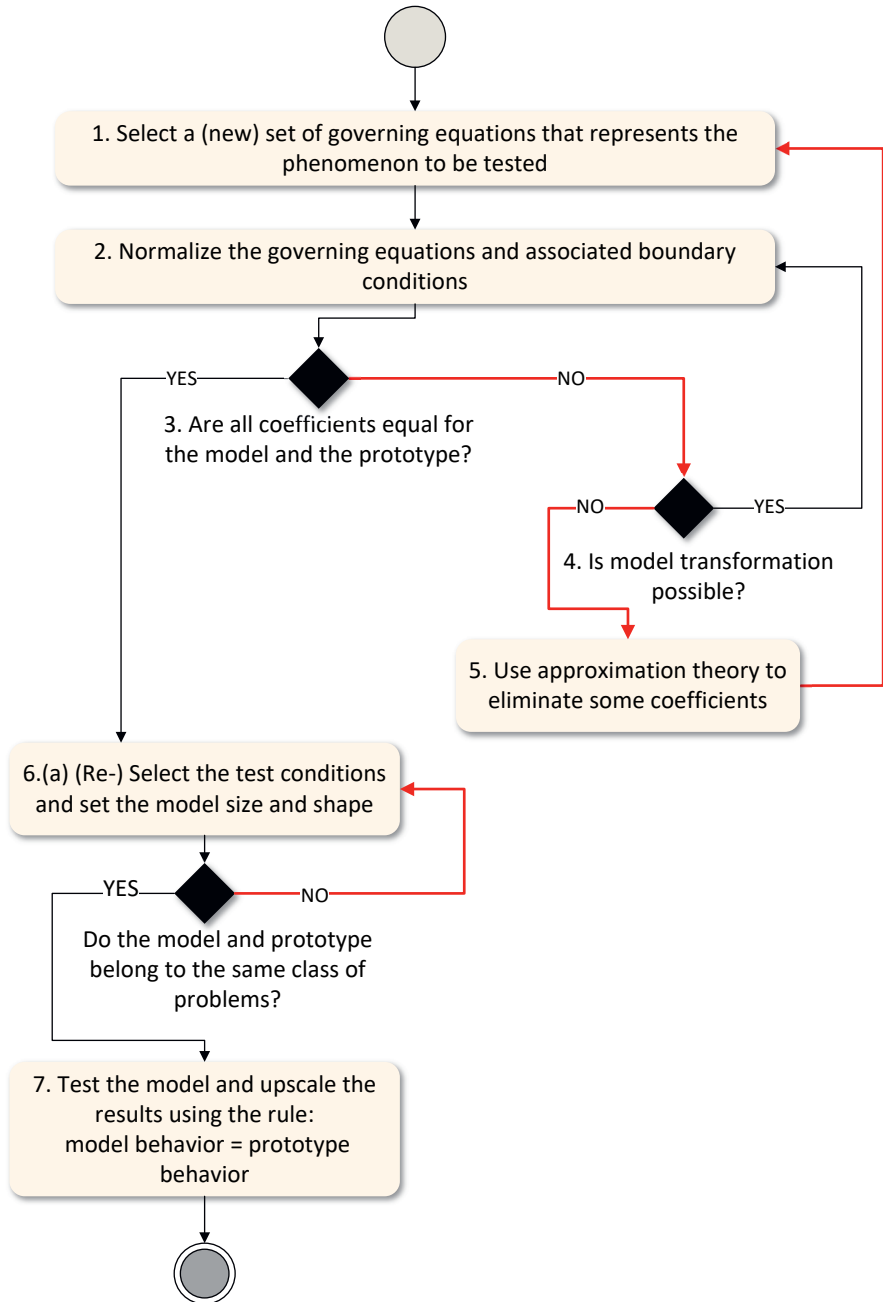 1. Select a (new) set of governing equations that represents the
phenomenon to be tested
2. Normalize the governing equations and associated boundary
conditions
YES
NO
3. Are all coefficients equal for
the model and the prototype?
NO
YES
4. Is model transformation
possible?
5. Use approximation theory to
eliminate some coefficients
6.(a) (Re-) Select the test conditions
and set the model size and shape
YES
NO
Do the model and prototype
belong to the same class of
problems?
7. Test the model and upscale the
results using the rule:
model behavior = prototype
behavior